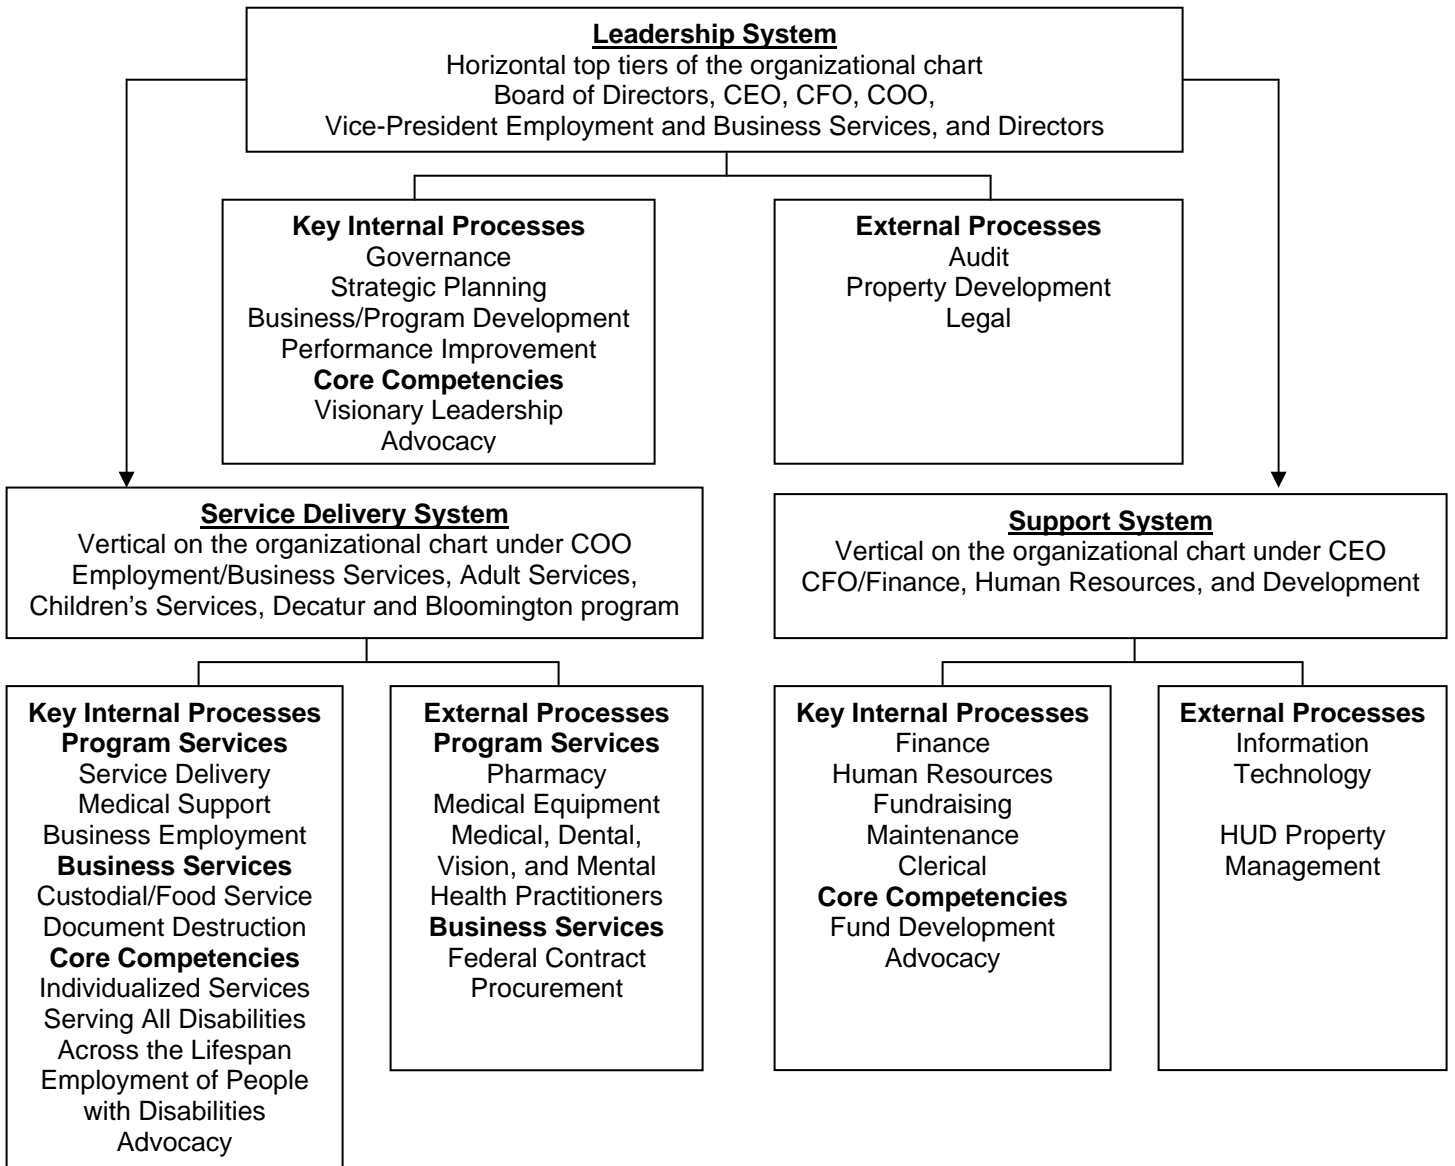 Leadership System
Horizontal top tiers of the organizational chart
Board of Directors, CEO, CFO, COO,
Vice-President Employment and Business Services, and Directors
Key Internal Processes
Governance
Strategic Planning
Business/Program Development
Performance Improvement
Core Competencies
Visionary Leadership
Advocacy
External Processes
Audit
Property Development
Legal
Service Delivery System
Vertical on the organizational chart under COO
Employment/Business Services, Adult Services,
Children's Services, Decatur and Bloomington program
Support System
Vertical on the organizational chart under CEO
CFO/Finance, Human Resources, and Development
Key Internal Processes
Program Services
Service Delivery
Medical Support
Business Employment
Business Services
Custodial/Food Service
Document Destruction
Core Competencies
Individualized Services
Serving All Disabilities
Across the Lifespan
Employment of People
with Disabilities
Advocacy
External Processes
Program Services
Pharmacy
Medical Equipment
Medical, Dental,
Vision, and Mental
Health Practitioners
Business Services
Federal Contract
Procurement
Key Internal Processes
Finance
Human Resources
Fundraising
Maintenance
Clerical
Core Competencies
Fund Development
Advocacy
External Processes
Information
Technology
HUD Property
Management